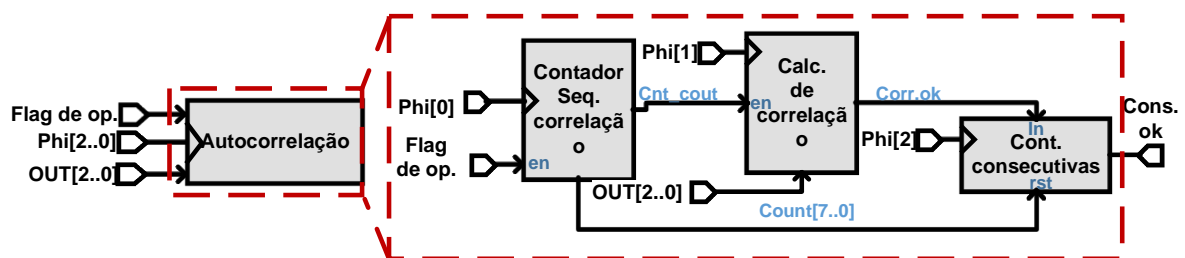 Flag de op.
Phi[2..0]
OUT[2..0]
Autocorrelação
Phi[0]
Flag
de op.
Contador
Seq.
correlaçã
o
en
Cnt_cout
Phi[1]
Calc.
de
correlaçã
o
en
OUT[2..0]
Count[7..0]
Corr.ok
Phi[2]
In
Cont.
consecutivas
rst
Cons.
ok